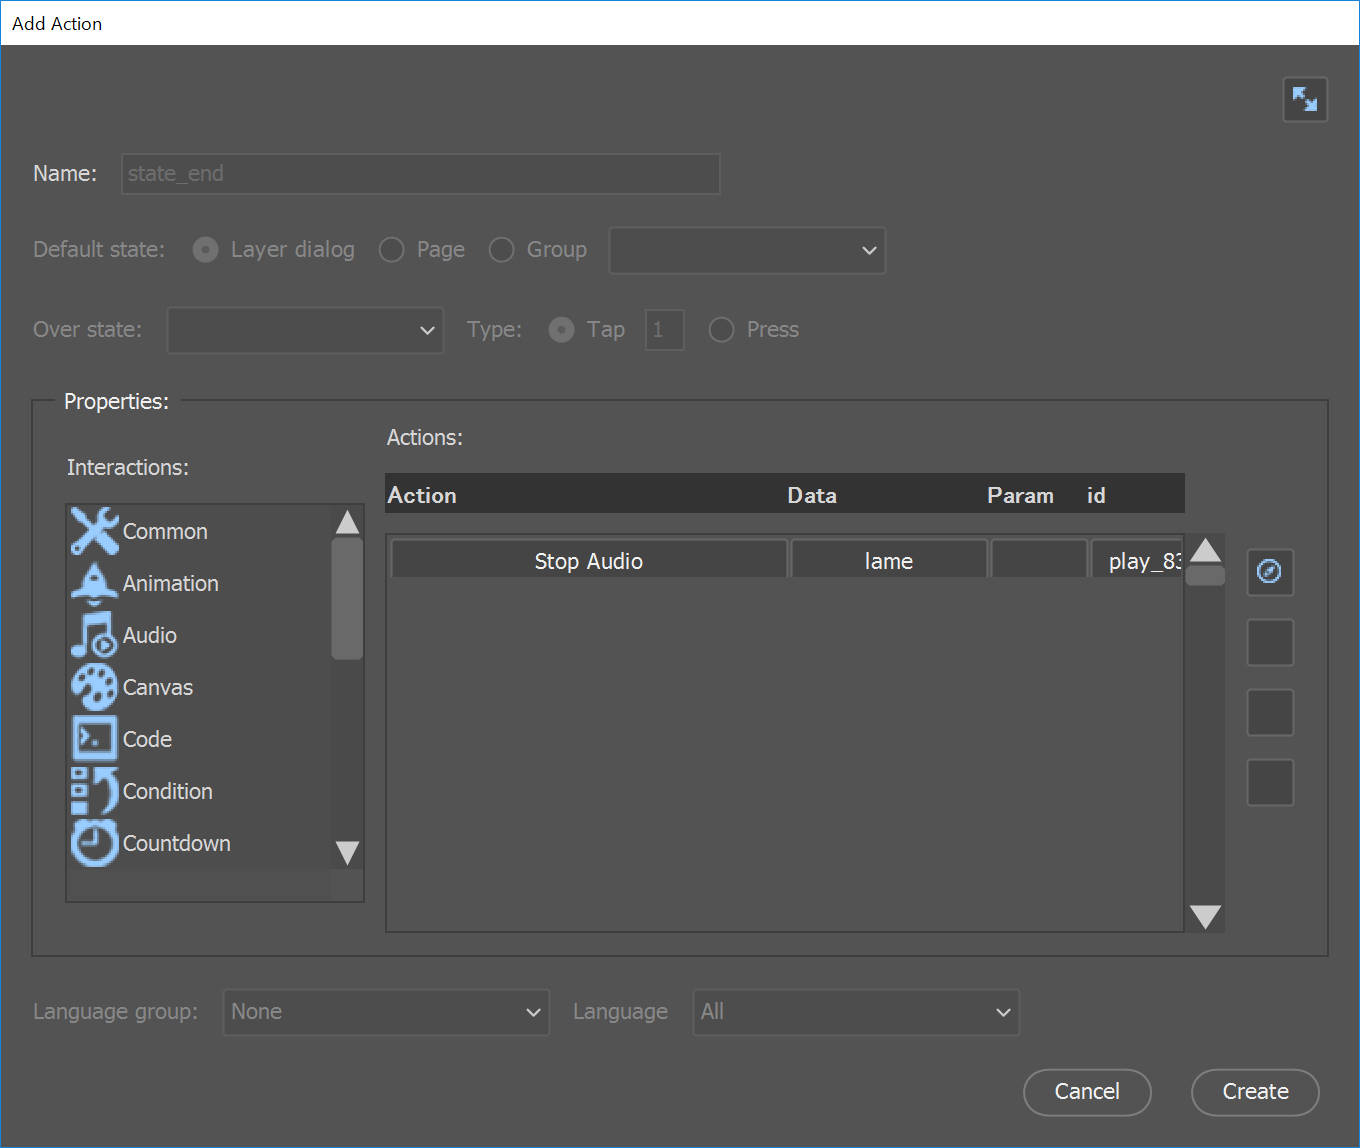 Add Action
Name: state_end
Default state: Layer dialog Page Group
Over state: Type: Tap 1 Press
Properties:
Actions:
Interactions:
Action Data Param id
Common
Stop Audio lame play_83
Animation
Audio
Canvas
Code
Condition
Countdown
Language group: None Language All
Cancel Create